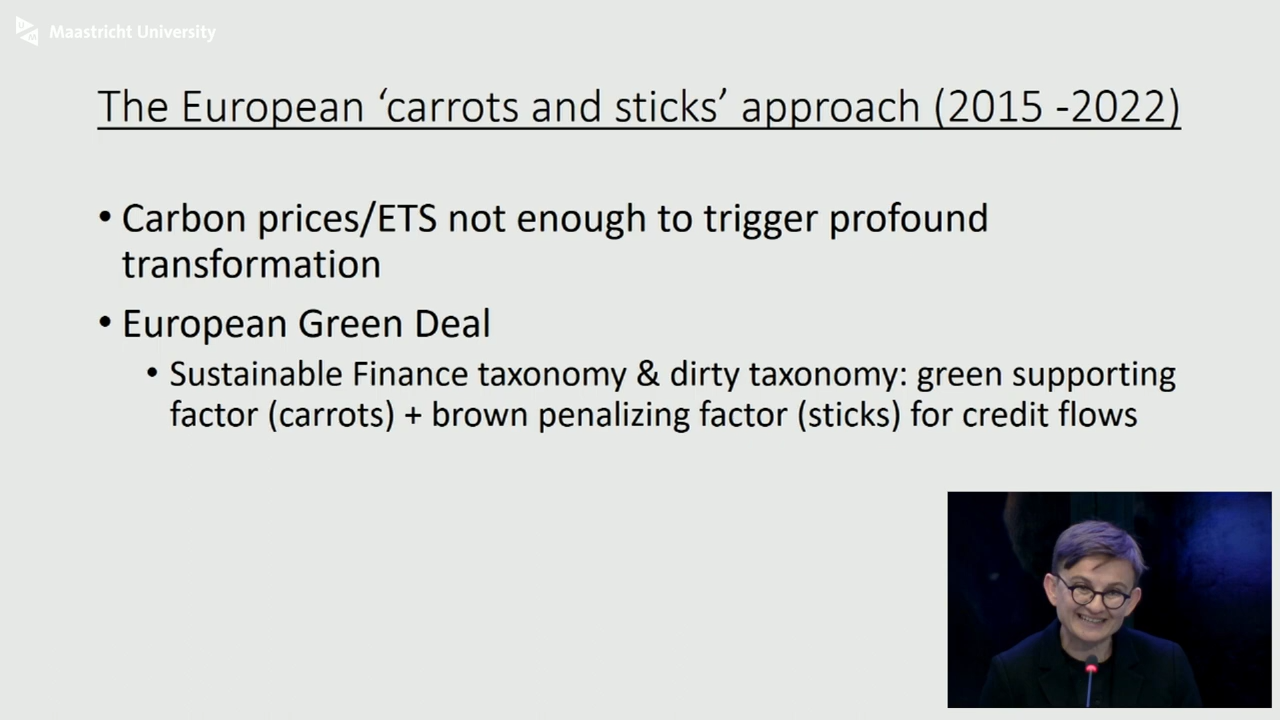 Maastricht University
The European ‘carrots and sticks’ approach (2015 -2022)
• Carbon prices/ETS not enough to trigger profound
transformation
• European Green Deal
• Sustainable Finance taxonomy & dirty taxonomy: green supporting
factor (carrots) + brown penalizing factor (sticks) for credit flows